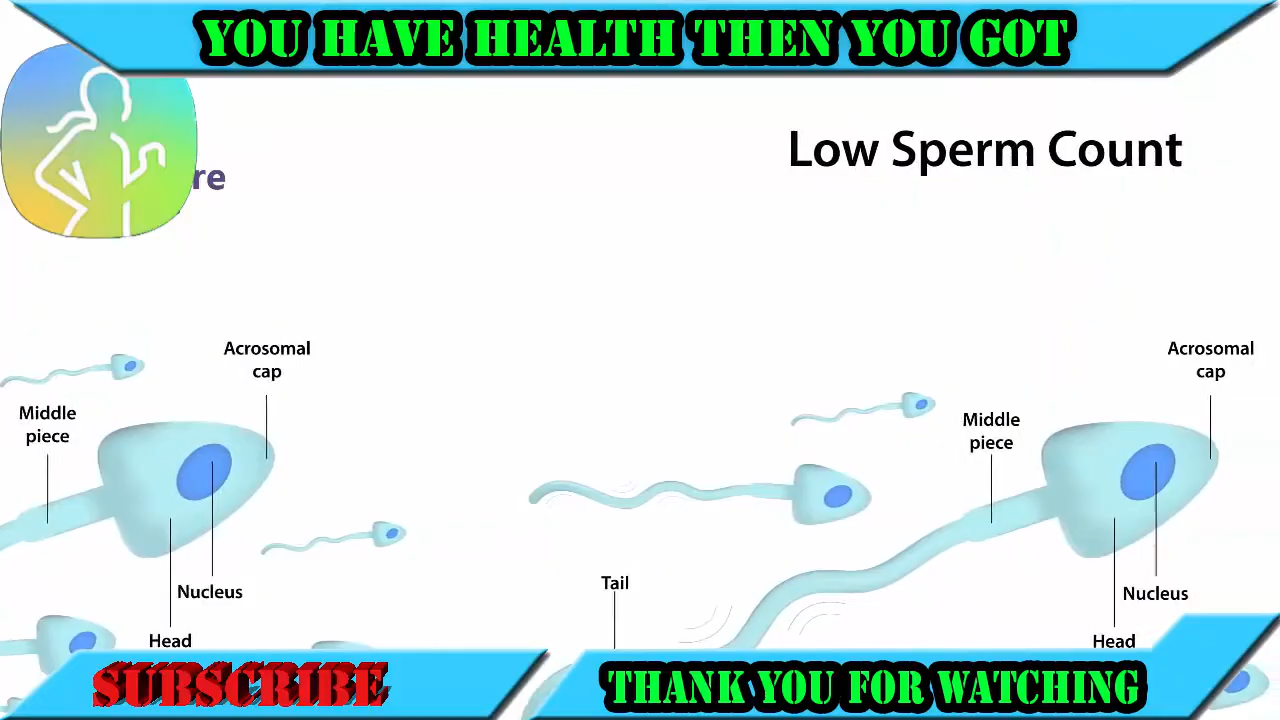 YOU HAVE HEALTH THEN YOU GOT
Low Sperm Count
re
Acrosomal
cap
Middle
piece
Nucleus
Head
Acrosomal
cap
Middle
piece
Tail
Nucleus
Head
SUBSCRIBE
THANK YOU FOR WATCHING